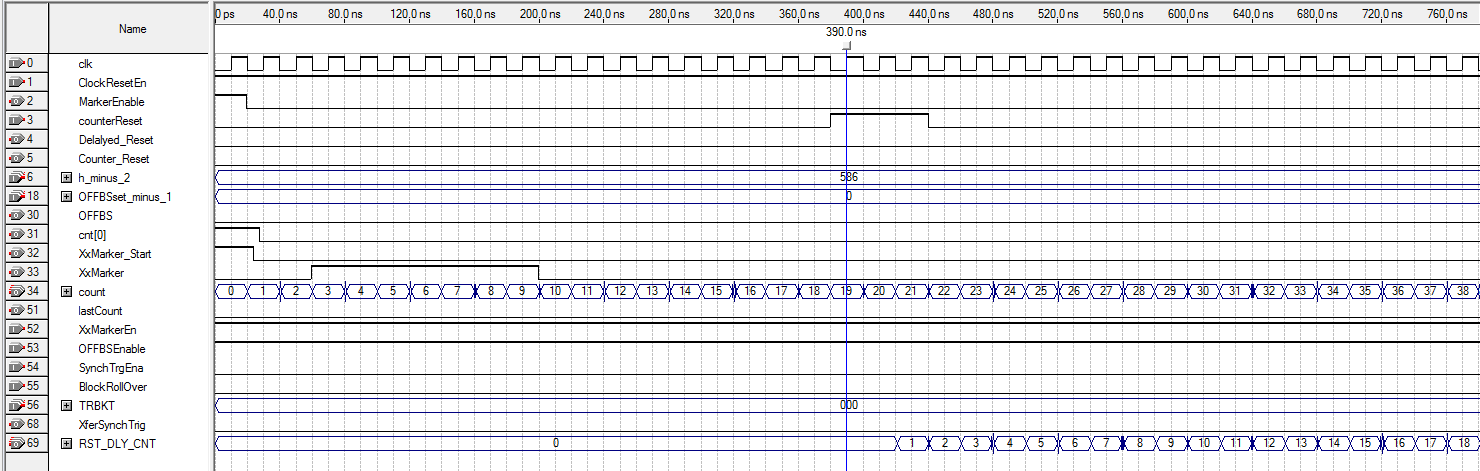 Name 0 ps 40.0 ns 80.0 ns 120.0 ns 160.0 ns 200.0 ns 240.0 ns 280.0 ns 320.0 ns 360.0 ns 400.0 ns 440.0 ns 480.0 ns 520.0 ns 560.0 ns 600.0 ns 640.0 ns 680.0 ns 720.0 ns 760.0 ns
390.0 ns
0 clk
1 ClockResetEn
2 MarkerEnable
3 counterReset
4 Delalyed_Reset
5 Counter_Reset
6 h_minus_2 586
18 OFFBSset_minus_1 0
30 OFFBS
31 cnt[0]
32 XxMarker_Start
33 XxMarker
34 count 0 1 2 3 4 5 6 7 8 9 10 11 12 13 14 15 16 17 18 19 20 21 22 23 24 25 26 27 28 29 30 31 32 33 34 35 36 37 38
51 lastCount
52 XxMarkerEn
53 OFFBSEnable
54 SynchTrgEna
55 BlockRollOver
56 TRBKT 000
68 XferSynchTrig
69 RST_DLY_CNT 0 1 2 3 4 5 6 7 8 9 10 11 12 13 14 15 16 17 18